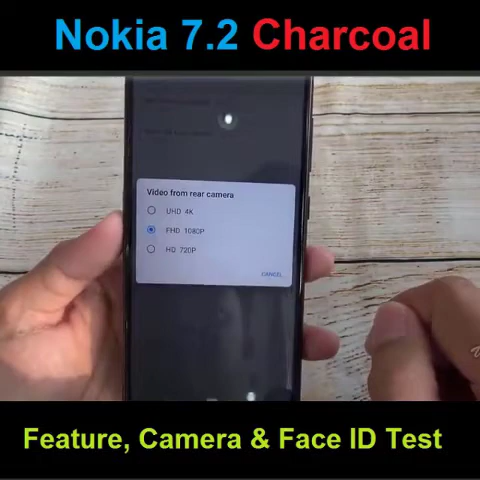 Nokia 7.2 Charcoal
Video from rear camera
UHD 4K
FHD 1080P
HD 720P
CANCEL
Feature, Camera & Face ID Test